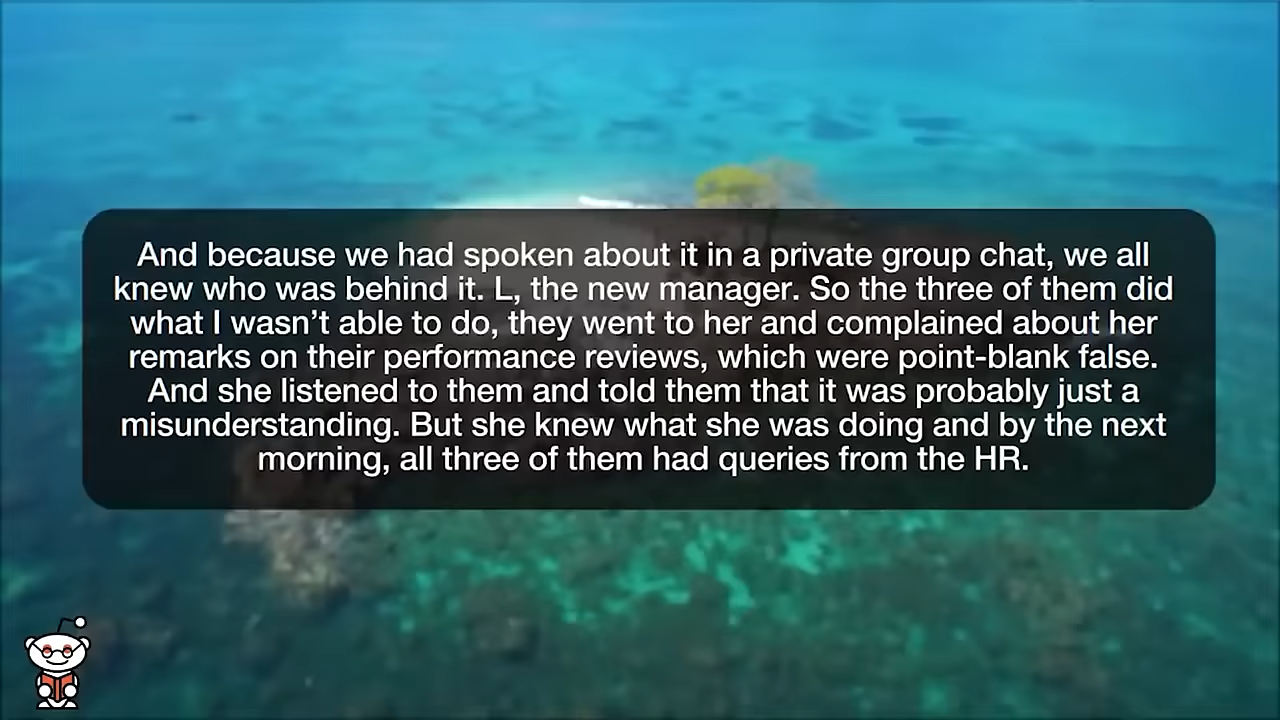 And because we had spoken about it in a private group chat, we all
knew who was behind it. L, the new manager. So the three of them did
what I wasn’t able to do, they went to her and complained about her
remarks on their performance reviews, which were point-blank false.
And she listened to them and told them that it was probably just a
misunderstanding. But she knew what she was doing and by the next
morning, all three of them had queries from the HR.